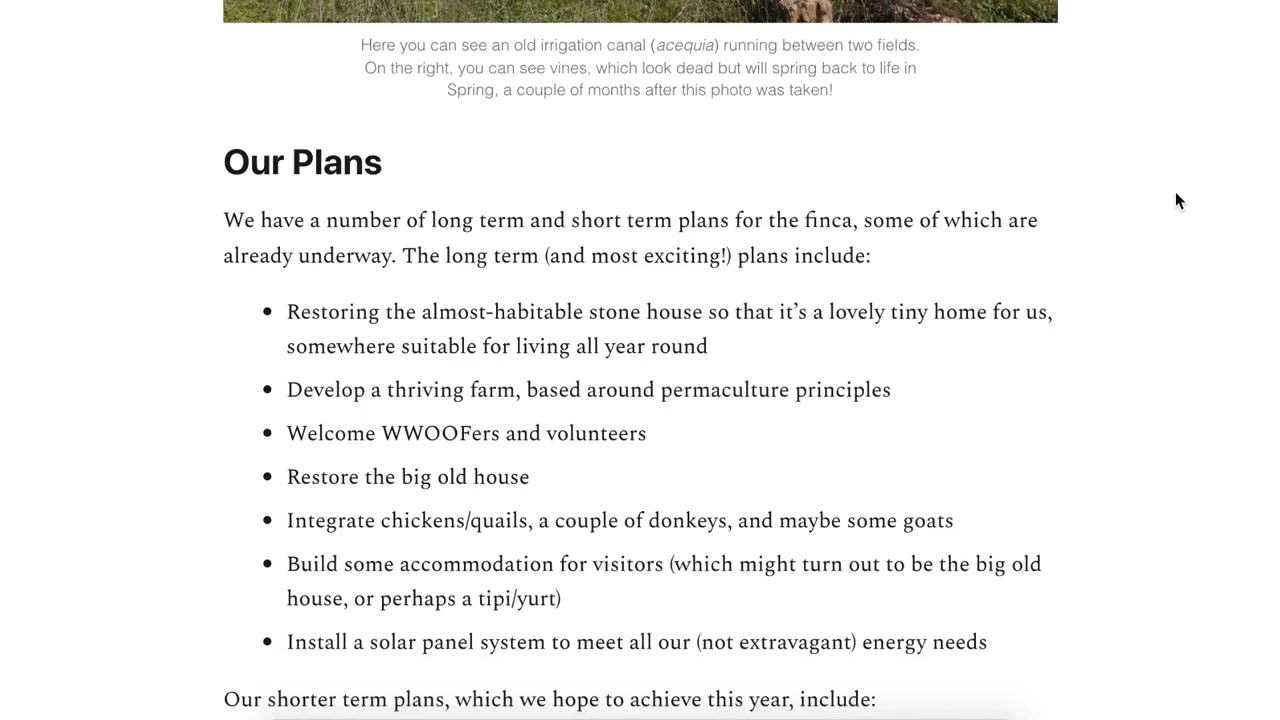 Here you can see an old irrigation canal (acequia) running between two fields.
On the right, you can see vines, which look dead but will spring back to life in
Spring, a couple of months after this photo was taken!
Our Plans
We have a number of long term and short term plans for the finca, some of which are
already underway. The long term (and most exciting!) plans include:
• Restoring the almost-habitable stone house so that it’s a lovely tiny home for us,
somewhere suitable for living all year round
• Develop a thriving farm, based around permaculture principles
• Welcome WWOOFers and volunteers
• Restore the big old house
• Integrate chickens/quails, a couple of donkeys, and maybe some goats
• Build some accommodation for visitors (which might turn out to be the big old
house, or perhaps a tipi/yurt)
• Install a solar panel system to meet all our (not extravagant) energy needs
Our shorter term plans, which we hope to achieve this year, include: